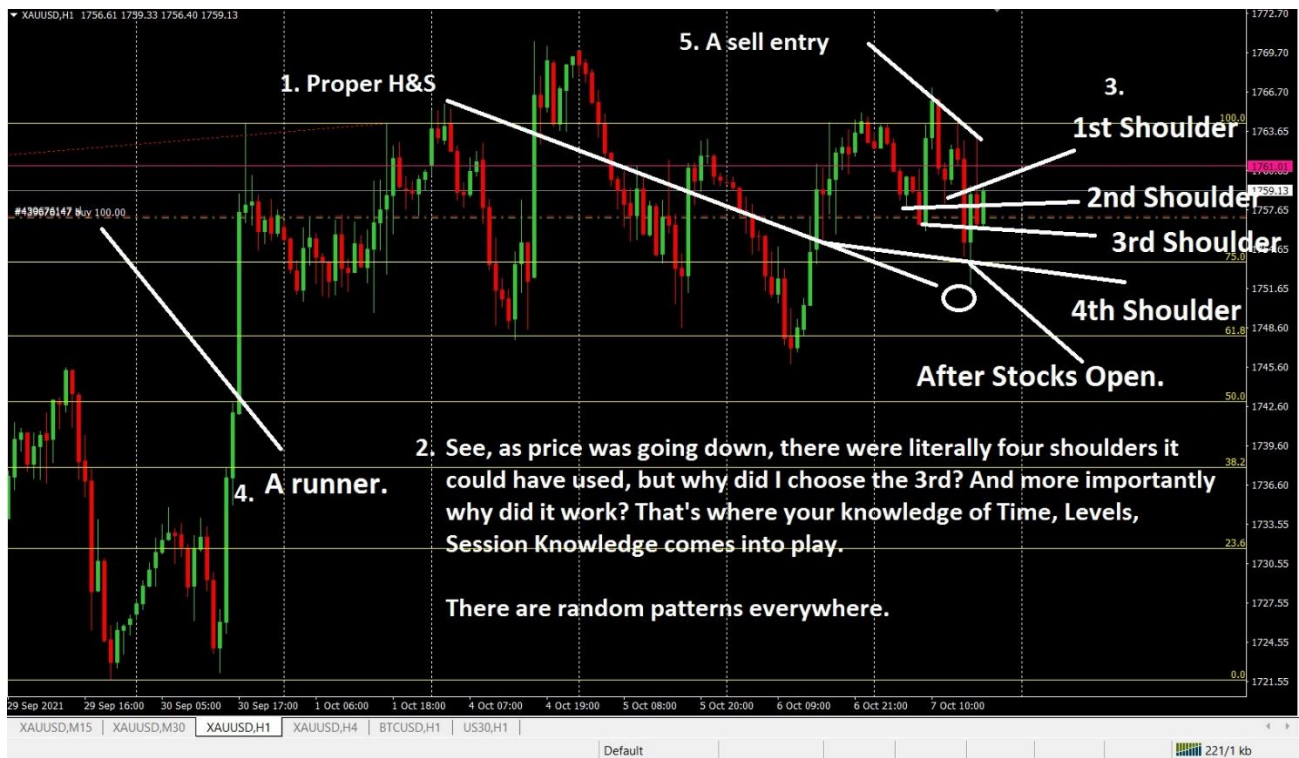 XAUUSD,H1 1756.61 1759.33 1756.40 1759.13
1772.70
1769.70
1766.70
1763.65
1761.01
1759.13
1757.65
1751.65
1748.60
1745.60
1742.60
1739.60
1736.60
1733.55
1730.55
1727.55
1724.55
1721.55
5. A sell entry
1. Proper H&S
3.
100.0
1st Shoulder
2nd Shoulder
3rd Shoulder
75.0
4th Shoulder
61.8
After Stocks Open.
50.0
buy 100.00
4. A runner.
38.2
2. See, as price was going down, there were literally four shoulders it
could have used, but why did I choose the 3rd? And more importantly
why did it work? That's where your knowledge of Time, Levels,
Session Knowledge comes into play.
23.6
There are random patterns everywhere.
0.0
29 Sep 2021 29 Sep 16:00 30 Sep 05:00 30 Sep 17:00 1 Oct 06:00 1 Oct 18:00 4 Oct 07:00 4 Oct 19:00 5 Oct 08:00 5 Oct 20:00 6 Oct 09:00 6 Oct 21:00 7 Oct 10:00
XAUUSD,M15 XAUUSD,M30 XAUUSD,H1 XAUUSD,H4 BTCUSD,H1 US30,H1
Default 221/1 kb